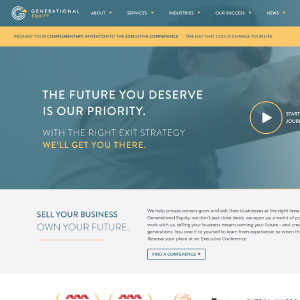 GENERATIONAL
EQUITY
ABOUT
SERVICES
INDUSTRIES
OUR SUCCESS
NEWS
REQUEST YOUR COMPLIMENTARY INVITATION TO THE EXECUTIVE CONFERENCE | THE DAY THAT COULD CHANGE YOUR LIFE
THE FUTURE YOU DESERVE
IS OUR PRIORITY.
WITH THE RIGHT EXIT STRATEGY
WE'LL GET YOU THERE.
START
JOUR
SELL YOUR BUSINESS
OWN YOUR FUTURE.
We help private owners grow and exit their businesses at the right time
Generational Equity, we don't just close deals, we open up a world of po
work with us, selling your business means owning your future - and crea
generations. You owe it to yourself to learn from experience: so when th
Reserve your place at an Executive Conference
FIND A CONFERENCE